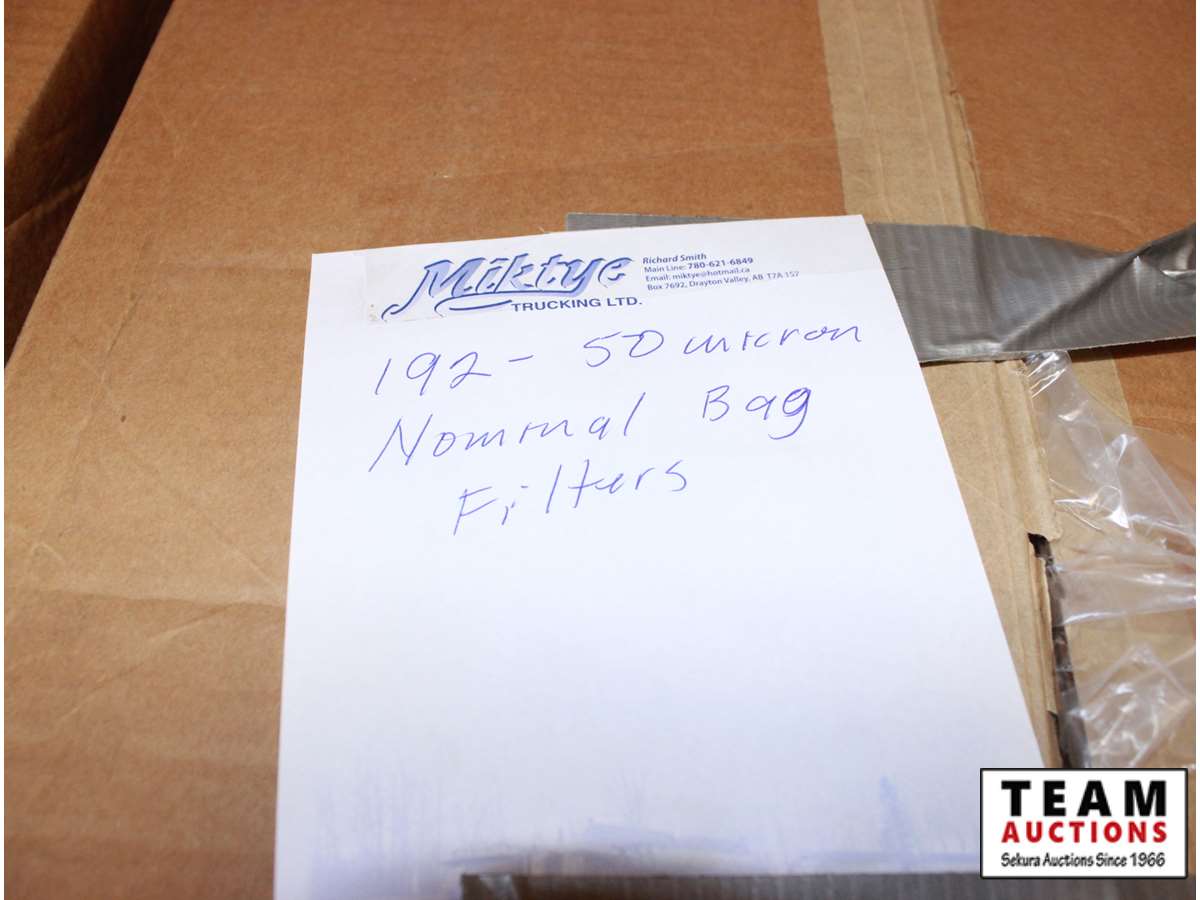 Miktye
TRUCKING LTD.
Richard Smith
Main Line: 780-621-6849
Email: miktye@hotmail.ca
Box 7692, Drayton Valley, AB T7A 1S7
192 - 50 micron
Nominal Bag
Filters
TEAM
AUCTIONS
Sekura Auctions Since 1966